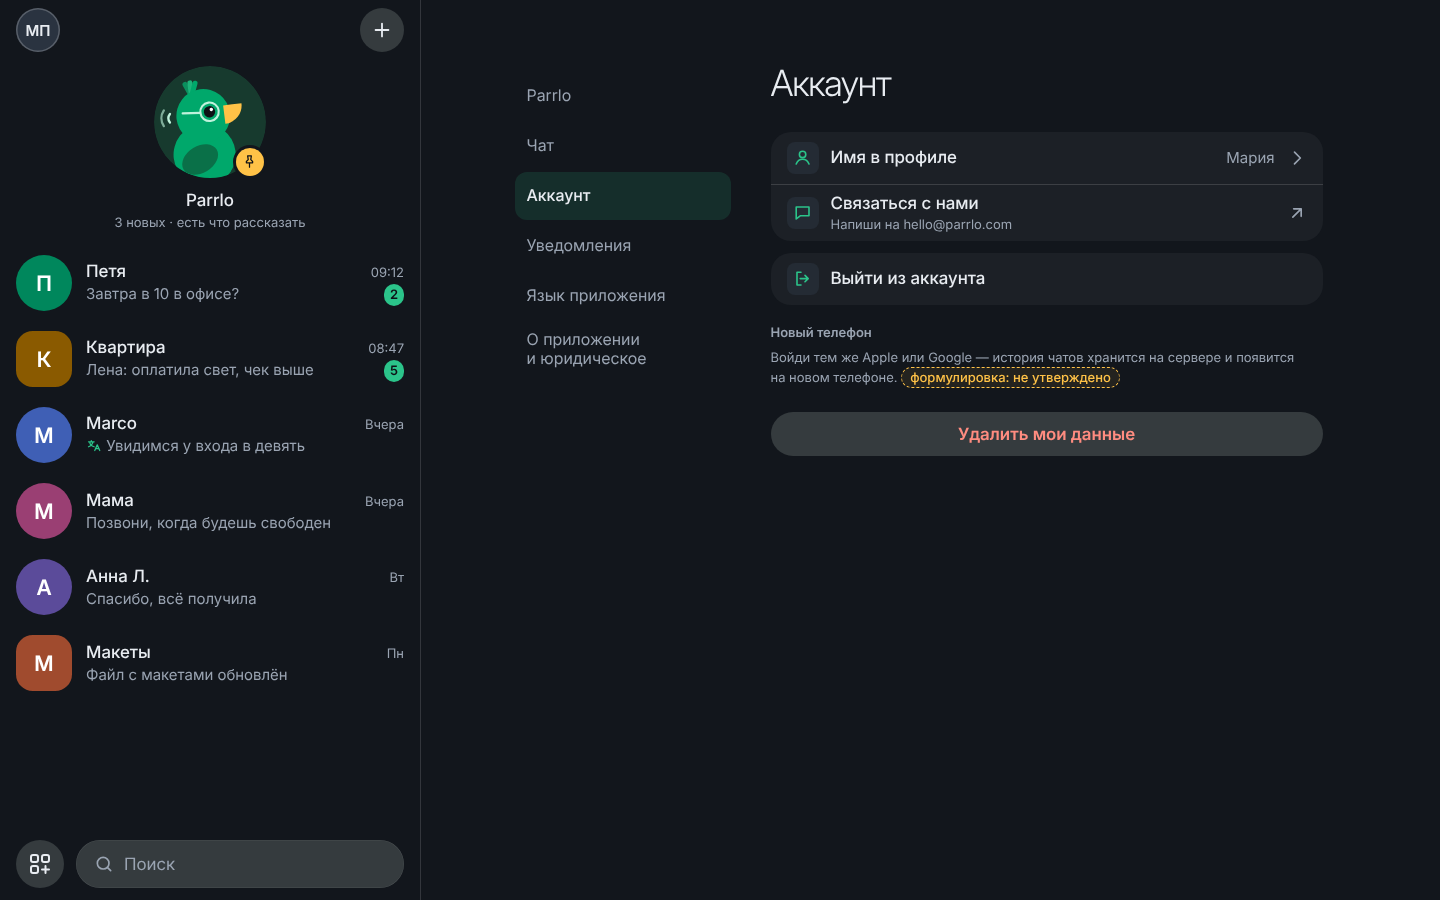 МП
Parrlo
3 новых · есть что рассказать
П
Петя
09:12
Завтра в 10 в офисе?
2
К
Квартира
08:47
Лена: оплатила свет, чек выше
5
М
Marco
Вчера
Увидимся у входа в девять
М
Мама
Вчера
Позвони, когда будешь свободен
А
Анна Л.
Вт
Спасибо, всё получила
М
Макеты
Пн
Файл с макетами обновлён
Поиск
Parrlo
Чат
Аккаунт
Уведомления
Язык приложения
О приложении
и юридическое
Аккаунт
Имя в профиле
Мария
Связаться с нами
Напиши на hello@parrlo.com
Выйти из аккаунта
Новый телефон
Войди тем же Apple или Google — история чатов хранится на сервере и появится
на новом телефоне. формулировка: не утверждено
Удалить мои данные